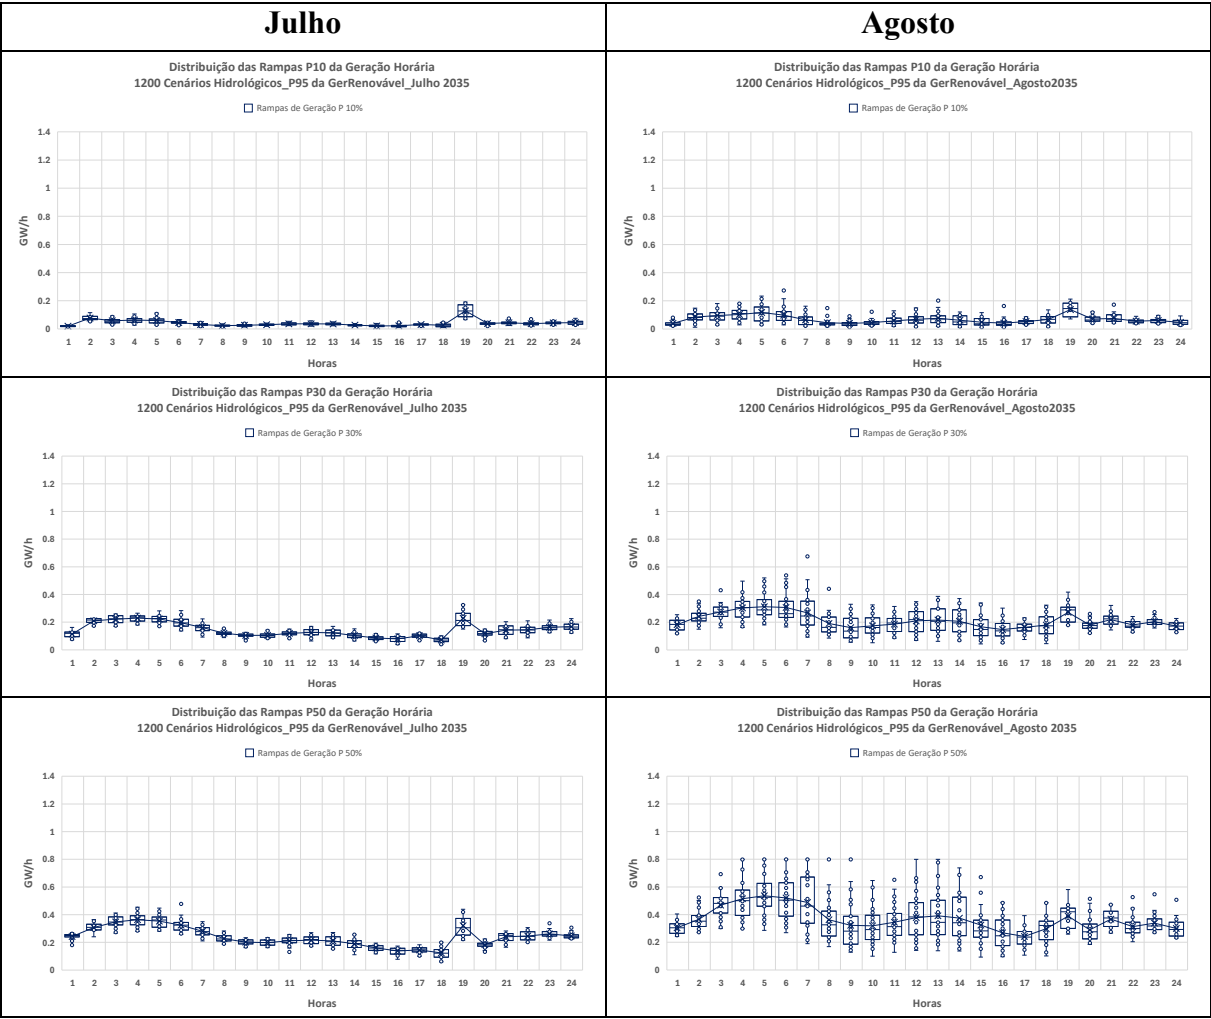 Julho
Agosto
Distribuição das Rampas P10 da Geração Horária
1200 Cenários Hidrológicos_P95 da GerRenovável_Julho 2035
Rampas de Geração P 10%
1.4
1.2
1
0.8
0.6
0.4
0.2
0
GW/h
1 2 3 4 5 6 7 8 9 10 11 12 13 14 15 16 17 18 19 20 21 22 23 24
Horas
Distribuição das Rampas P10 da Geração Horária
1200 Cenários Hidrológicos_P95 da GerRenovável_Agosto2035
Rampas de Geração P 10%
1.4
1.2
1
0.8
0.6
0.4
0.2
0
GW/h
1 2 3 4 5 6 7 8 9 10 11 12 13 14 15 16 17 18 19 20 21 22 23 24
Horas
Distribuição das Rampas P30 da Geração Horária
1200 Cenários Hidrológicos_P95 da GerRenovável_Julho 2035
Rampas de Geração P 30%
1.4
1.2
1
0.8
0.6
0.4
0.2
0
GW/h
1 2 3 4 5 6 7 8 9 10 11 12 13 14 15 16 17 18 19 20 21 22 23 24
Horas
Distribuição das Rampas P30 da Geração Horária
1200 Cenários Hidrológicos_P95 da GerRenovável_Agosto2035
Rampas de Geração P 30%
1.4
1.2
1
0.8
0.6
0.4
0.2
0
GW/h
1 2 3 4 5 6 7 8 9 10 11 12 13 14 15 16 17 18 19 20 21 22 23 24
Horas
Distribuição das Rampas P50 da Geração Horária
1200 Cenários Hidrológicos_P95 da GerRenovável_Julho 2035
Rampas de Geração P 50%
1.4
1.2
1
0.8
0.6
0.4
0.2
0
GW/h
1 2 3 4 5 6 7 8 9 10 11 12 13 14 15 16 17 18 19 20 21 22 23 24
Horas
Distribuição das Rampas P50 da Geração Horária
1200 Cenários Hidrológicos_P95 da GerRenovável_Agosto 2035
Rampas de Geração P 50%
1.4
1.2
1
0.8
0.6
0.4
0.2
0
GW/h
1 2 3 4 5 6 7 8 9 10 11 12 13 14 15 16 17 18 19 20 21 22 23 24
Horas